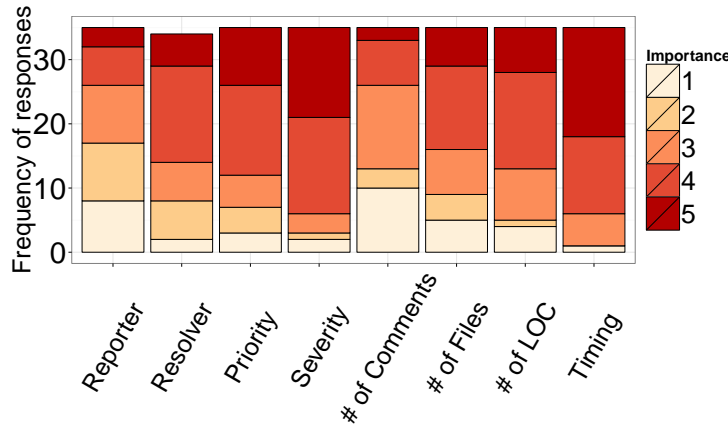 Frequency of responses
30
20
10
0
Reporter
Resolver
Priority
Severity
# of Comments
# of Files
# of LOC
Timing
Importance
1
2
3
4
5